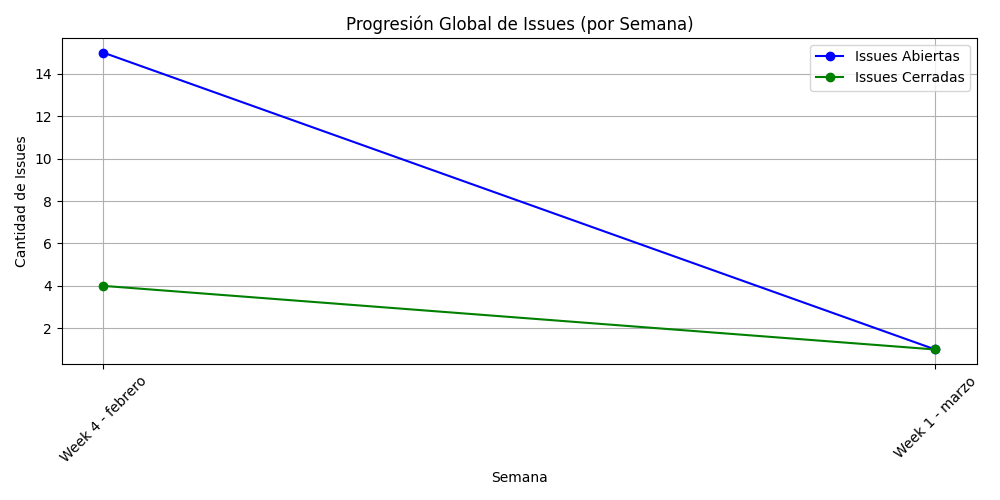 Progresión Global de Issues (por Semana)
Issues Abiertas
Issues Cerradas
Cantidad de Issues
14
12
10
8
6
4
2
Week 4 - febrero
Week 1 - marzo
Semana